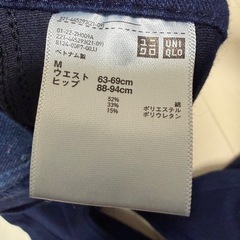 ユニクロ UNIQLO
ベトナム製
M
ウエスト 63-69cm
ヒップ 88-94cm
52% 綿
33% ポリエステル
15% ポリウレタン